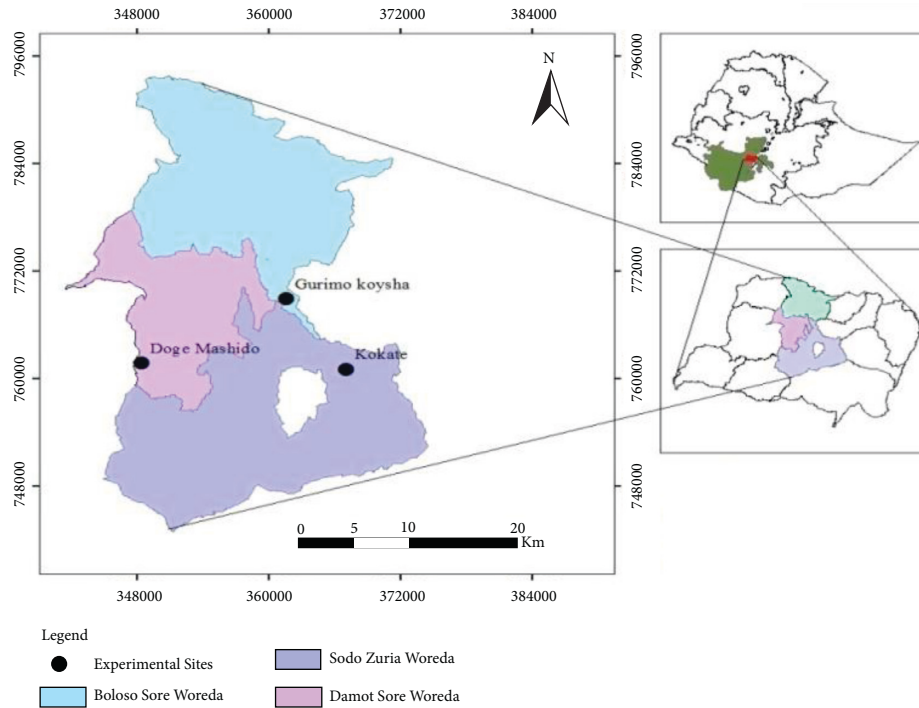 348000 360000 372000 384000
796000
784000
772000
760000
748000
796000
784000
772000
760000
748000
N
Gurimo koysha
Doge Mashido
Kokate
0 5 10 20
Km
348000 360000 372000 384000
Legend
Experimental Sites
Boloso Sore Woreda
Sodo Zuria Woreda
Damot Sore Woreda